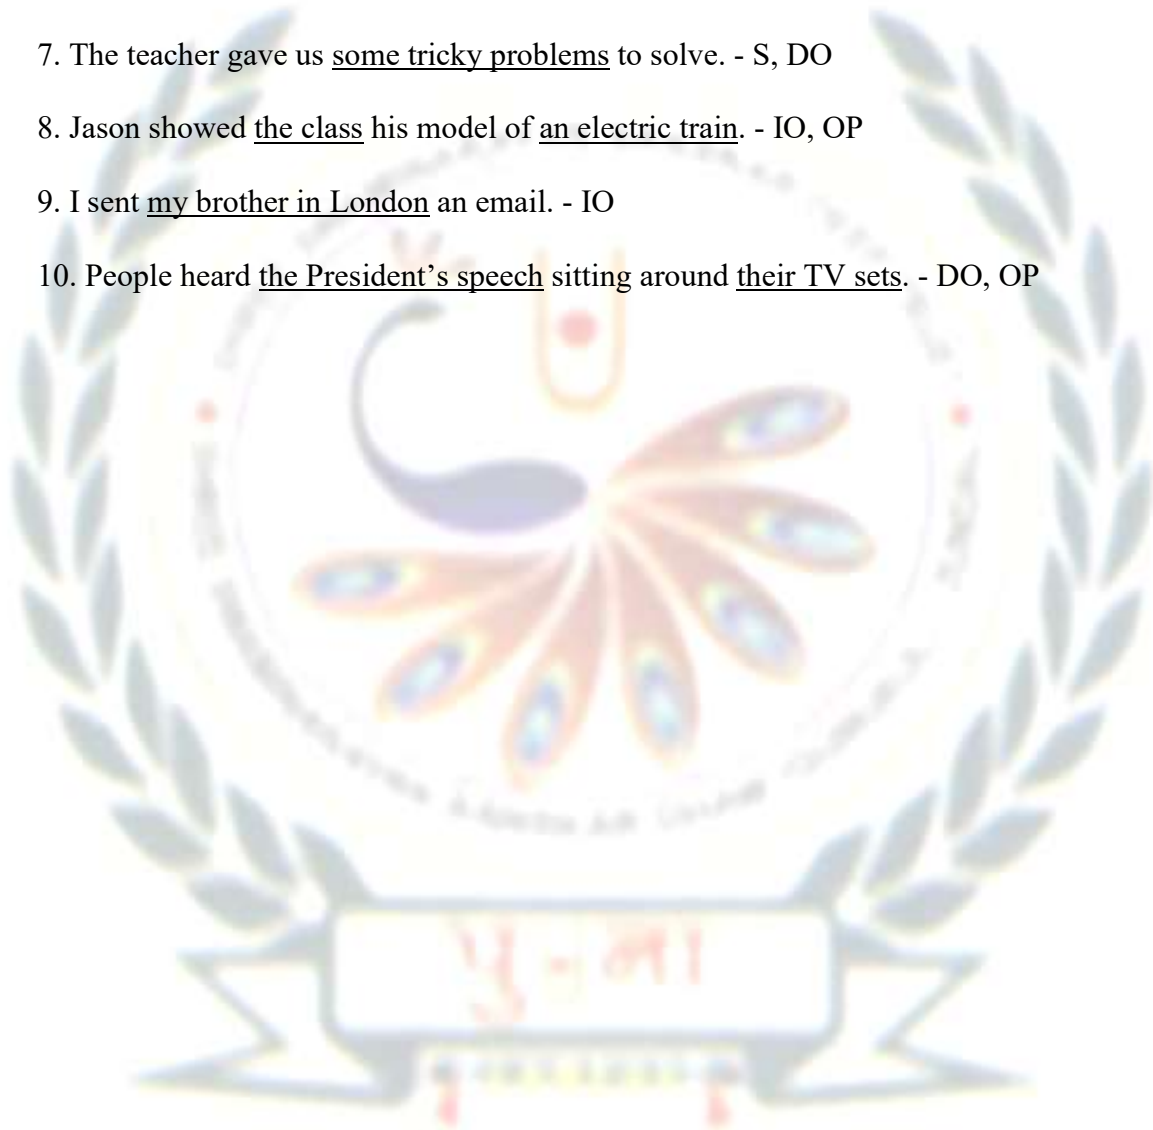 7. The teacher gave us some tricky problems to solve. - S, DO
8. Jason showed the class his model of an electric train. - IO, OP
9. I sent my brother in London an email. - IO
10. People heard the President’s speech sitting around their TV sets. - DO, OP